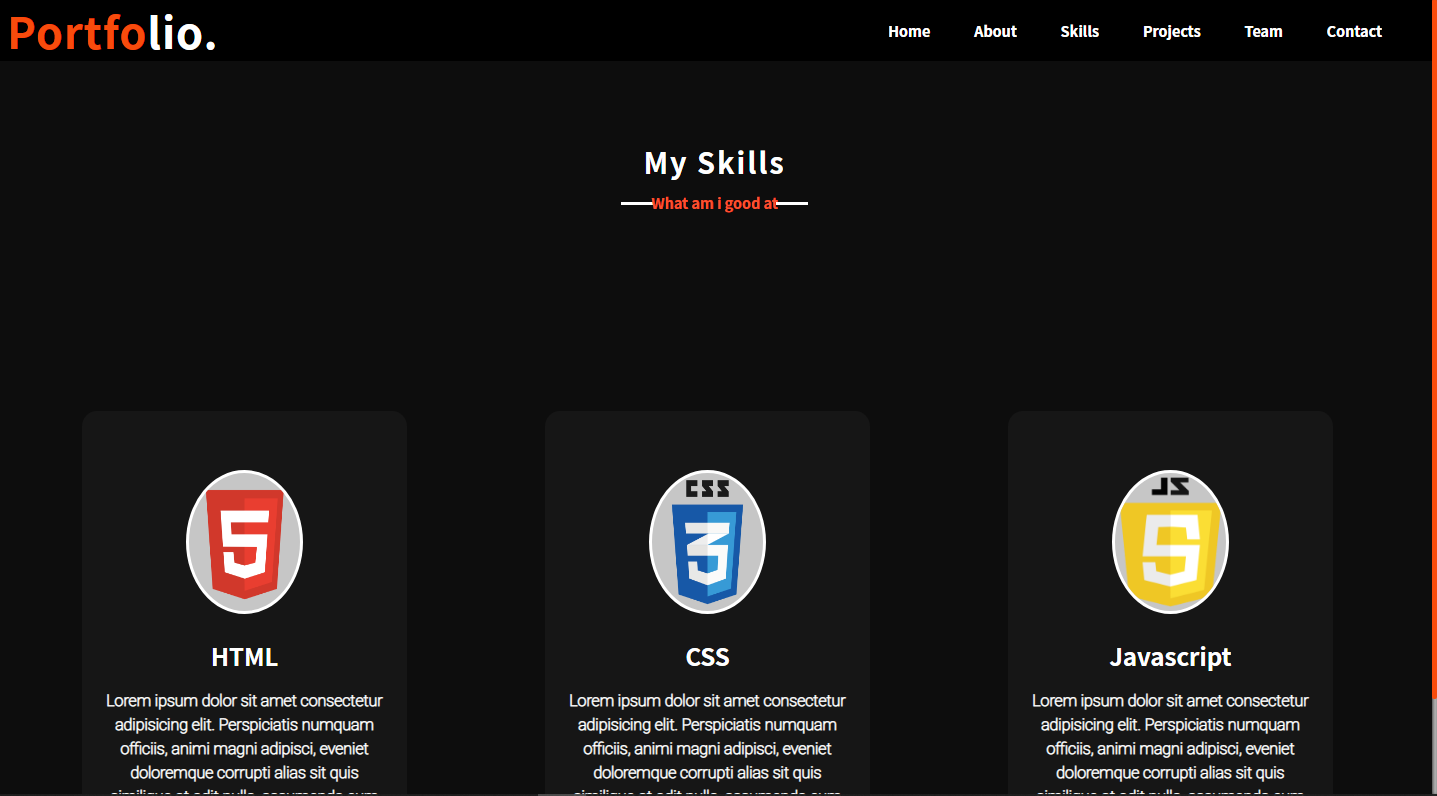 Portfolio.
Home About Skills Projects Team Contact
My Skills
What am i good at
5
CSS
3
JS
5
HTML
CSS
Javascript
Lorem ipsum dolor sit amet consectetur
adipisicing elit. Perspiciatis numquam
officiis, animi magni adipisci, eveniet
doloremque corrupti alias sit quis
Lorem ipsum dolor sit amet consectetur
adipisicing elit. Perspiciatis numquam
officiis, animi magni adipisci, eveniet
doloremque corrupti alias sit quis
Lorem ipsum dolor sit amet consectetur
adipisicing elit. Perspiciatis numquam
officiis, animi magni adipisci, eveniet
doloremque corrupti alias sit quis